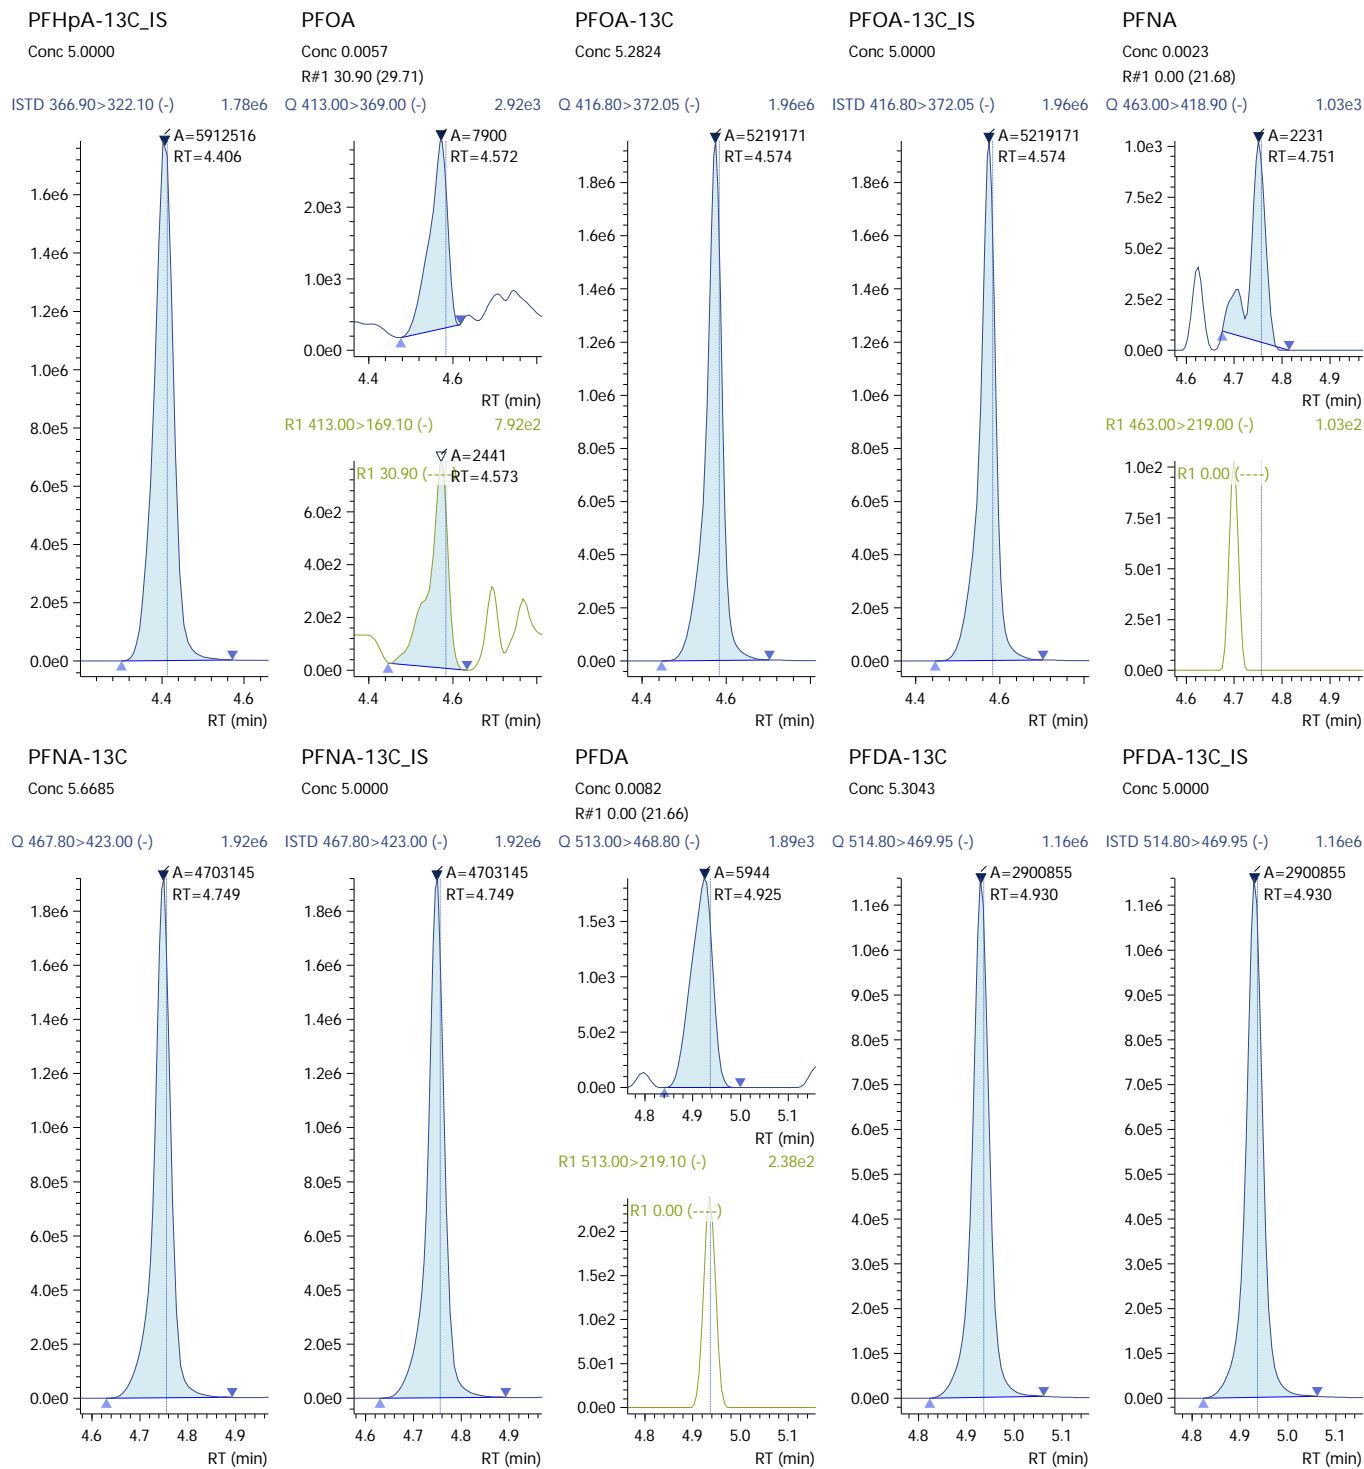 PFHpA-13C_IS
Conc 5.0000
ISTD 366.90>322.10 (-) 1.78e6
A=5912516
RT=4.406
1.6e6
1.4e6
1.2e6
1.0e6
8.0e5
6.0e5
4.0e5
2.0e5
0.0e0
4.4
RT (min)
PFOA
Conc 0.0057
R#1 30.90 (29.71)
Q 413.00>369.00 (-) 2.92e3
A=7900
RT=4.572
2.0e3
1.0e3
0.0e0
4.4 4.6
RT (min)
R1 413.00>169.10 (-) 7.92e2
A=2441
R1 30.90 (----)
RT=4.573
6.0e2
4.0e2
2.0e2
0.0e0
4.4 4.6
RT (min)
PFOA-13C
Conc 5.2824
Q 416.80>372.05 (-) 1.96e6
A=5219171
RT=4.574
1.8e6
1.6e6
1.4e6
1.2e6
1.0e6
8.0e5
6.0e5
4.0e5
2.0e5
0.0e0
4.4 4.6
RT (min)
PFOA-13C_IS
Conc 5.0000
ISTD 416.80>372.05 (-) 1.96e6
A=5219171
RT=4.574
1.8e6
1.6e6
1.4e6
1.2e6
1.0e6
8.0e5
6.0e5
4.0e5
2.0e5
0.0e0
4.4 4.6
RT (min)
PFNA
Conc 0.0023
R#1 0.00 (21.68)
Q 463.00>418.90 (-) 1.03e3
A=2231
RT=4.751
1.0e3
7.5e2
5.0e2
2.5e2
0.0e0
4.6 4.7 4.8 4.9
RT (min)
R1 463.00>219.00 (-) 1.03e2
R1 0.00 (----)
1.0e2
7.5e1
5.0e1
2.5e1
0.0e0
4.6 4.7 4.8 4.9
RT (min)
PFNA-13C
Conc 5.6685
Q 467.80>423.00 (-) 1.92e6
A=4703145
RT=4.749
1.8e6
1.6e6
1.4e6
1.2e6
1.0e6
8.0e5
6.0e5
4.0e5
2.0e5
0.0e0
4.6 4.7 4.8 4.9
RT (min)
PFNA-13C_IS
Conc 5.0000
ISTD 467.80>423.00 (-) 1.92e6
A=4703145
RT=4.749
1.8e6
1.6e6
1.4e6
1.2e6
1.0e6
8.0e5
6.0e5
4.0e5
2.0e5
0.0e0
4.6 4.7 4.8 4.9
RT (min)
PFDA
Conc 0.0082
R#1 0.00 (21.66)
Q 513.00>468.80 (-) 1.89e3
A=5944
RT=4.925
1.5e3
1.0e3
5.0e2
0.0e0
4.8 4.9 5.0 5.1
RT (min)
R1 513.00>219.10 (-) 2.38e2
R1 0.00 (----)
2.0e2
1.5e2
1.0e2
5.0e1
0.0e0
4.8 4.9 5.0 5.1
RT (min)
PFDA-13C
Conc 5.3043
Q 514.80>469.95 (-) 1.16e6
A=2900855
RT=4.930
1.1e6
1.0e6
9.0e5
8.0e5
7.0e5
6.0e5
5.0e5
4.0e5
3.0e5
2.0e5
1.0e5
0.0e0
4.8 4.9 5.0 5.1
RT (min)
PFDA-13C_IS
Conc 5.0000
ISTD 514.80>469.95 (-) 1.16e6
A=2900855
RT=4.930
1.1e6
1.0e6
9.0e5
8.0e5
7.0e5
6.0e5
5.0e5
4.0e5
3.0e5
2.0e5
1.0e5
0.0e0
4.8 4.9 5.0 5.1
RT (min)